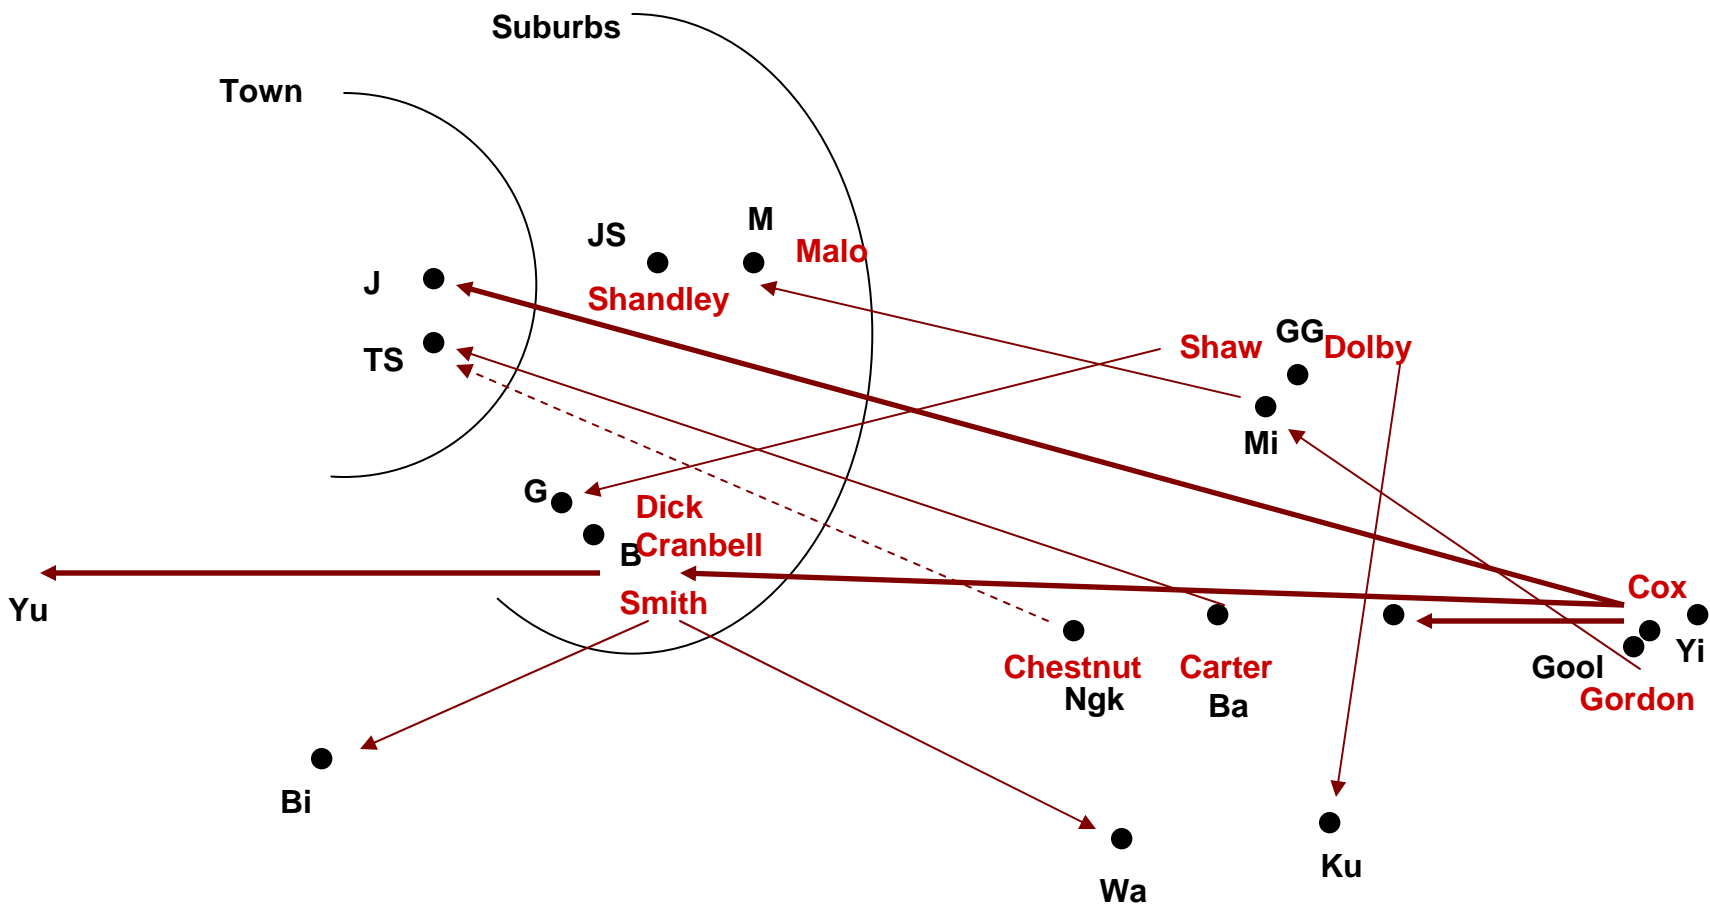 Suburbs
Town
M
JS
Malo
J
Shandley
GG
Shaw
Dolby
TS
Mi
G
Dick
Cranbell
B
Cox
Yu
Smith
Yi
Chestnut
Carter
Gool
Ngk
Ba
Gordon
Bi
Ku
Wa